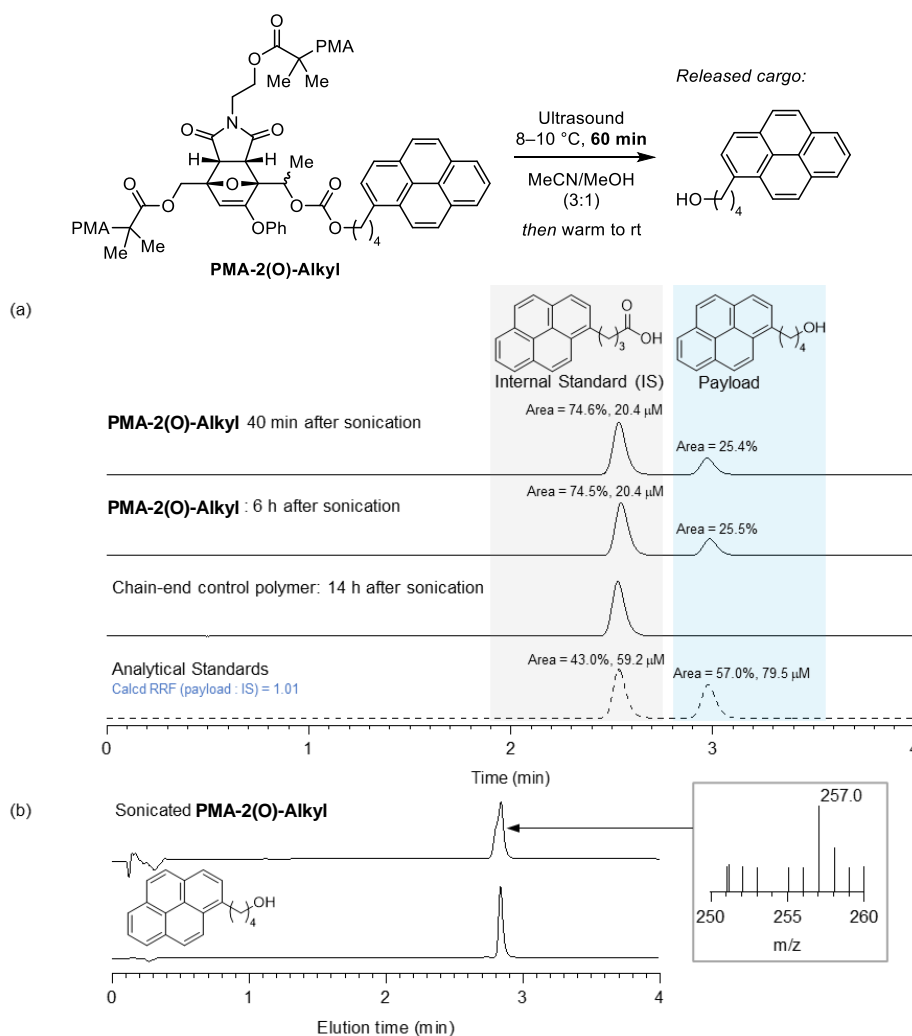 O
PMA
O
Me
Me
N
O
O
H
H
Me
O
O
O
O
O
O
PMA
Me
Me
OPh
4
PMA-2(O)-Alkyl
Ultrasound
8–10 °C, 60 min
MeCN/MeOH
(3:1)
then warm to rt
Released cargo:
HO
4
(a)
O
OH
3
Internal Standard (IS)
OH
4
Payload
PMA-2(O)-Alkyl 40 min after sonication
Area = 74.6%, 20.4 µM
Area = 25.4%
PMA-2(O)-Alkyl : 6 h after sonication
Area = 74.5%, 20.4 µM
Area = 25.5%
Chain-end control polymer: 14 h after sonication
Analytical Standards
Calcd RRF (payload : IS) = 1.01
Area = 43.0%, 59.2 µM
Area = 57.0%, 79.5 µM
0 1 2 3 4
Time (min)
(b)
Sonicated PMA-2(O)-Alkyl
OH
4
257.0
250 255 260
m/z
0 1 2 3 4
Elution time (min)